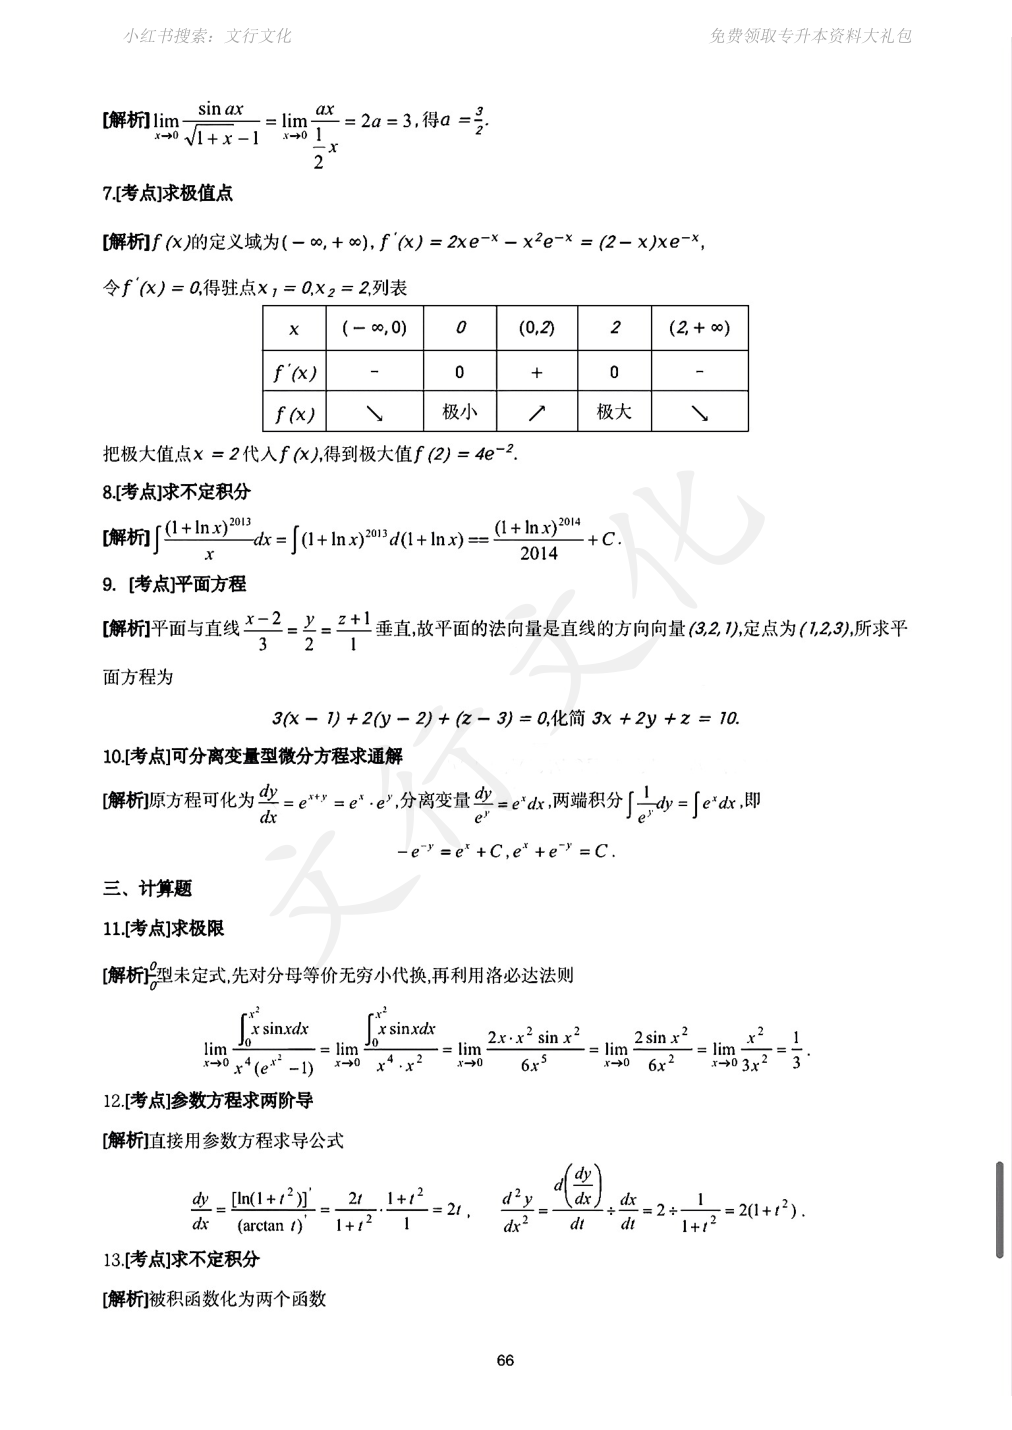 小红书搜索：文行文化 免费领取专升本资料大礼包
[解析]lim_{x→0} sin ax / (√(1+x) −1) = lim_{x→0} ax / (1/2 x) = 2a = 3,得a = 3/2.
7.[考点]求极值点
[解析]f(x)的定义域为(−∞,+∞), f′(x) = 2xe^{−x} − x²e^{−x} = (2−x)xe^{−x},
令f′(x) = 0,得驻点x₁ = 0,x₂ = 2,列表
x (−∞,0) 0 (0,2) 2 (2,+∞)
f′(x) - 0 + 0 -
f(x) ↘ 极小 ↗ 极大 ↘
把极大值点x = 2代入f(x),得到极大值f(2) = 4e^{−2}.
8.[考点]求不定积分
[解析]∫ (1+ln x)^{2013} / x dx = ∫(1+ln x)^{2013} d(1+ln x) == (1+ln x)^{2014} / 2014 + C.
9. [考点]平面方程
[解析]平面与直线 (x−2)/3 = y/2 = (z+1)/1 垂直,故平面的法向量是直线的方向向量(3,2,1),定点为(1,2,3),所求平
面方程为
3(x − 1) + 2(y − 2) + (z − 3) = 0,化简 3x + 2y + z = 10.
10.[考点]可分离变量型微分方程求通解
[解析]原方程可化为 dy/dx = e^{x+y} = e^x · e^y,分离变量 dy/e^y = e^x dx,两端积分 ∫ 1/e^y dy = ∫ e^x dx,即
−e^{−y} = e^x + C, e^x + e^{−y} = C.
三、计算题
11.[考点]求极限
[解析]0/0型未定式,先对分母等价无穷小代换,再利用洛必达法则
lim_{x→0} ∫_0^{x²} x sinxdx / x⁴(e^{x²} −1) = lim_{x→0} ∫_0^{x²} x sinxdx / x⁴·x² = lim_{x→0} 2x·x² sin x² / 6x⁵ = lim_{x→0} 2 sin x² / 6x² = lim_{x→0} x² / 3x² = 1/3.
12.[考点]参数方程求两阶导
[解析]直接用参数方程求导公式
dy/dx = [ln(1+t²)]′ / (arctan t)′ = 2t/(1+t²) · (1+t²)/1 = 2t, d²y/dx² = d(dy/dx)/dt ÷ dx/dt = 2 ÷ 1/(1+t²) = 2(1+t²).
13.[考点]求不定积分
[解析]被积函数化为两个函数
66
文行文化